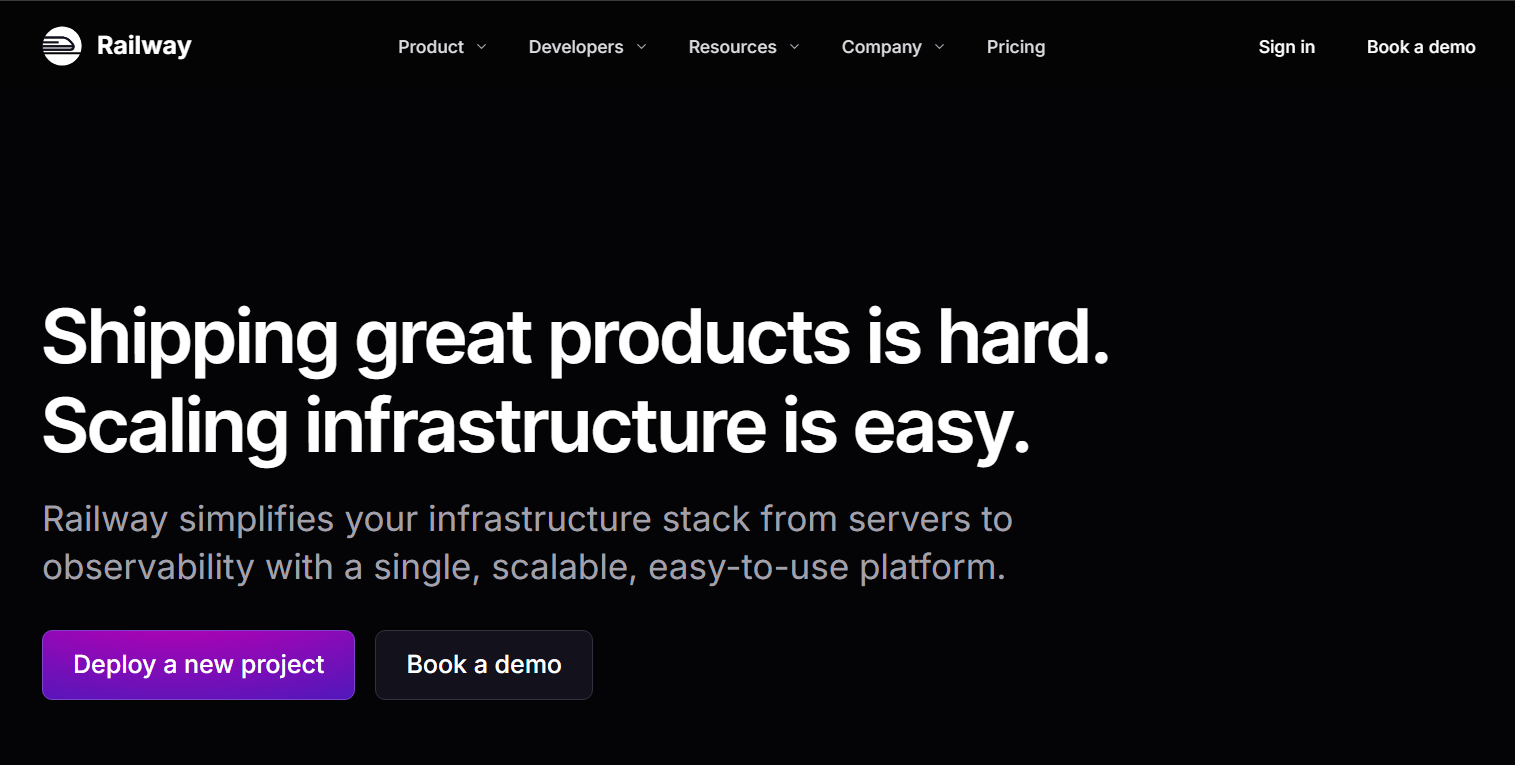 Railway
Product
Developers
Resources
Company
Pricing
Sign in
Book a demo
Shipping great products is hard.
Scaling infrastructure is easy.
Railway simplifies your infrastructure stack from servers to
observability with a single, scalable, easy-to-use platform.
Deploy a new project
Book a demo